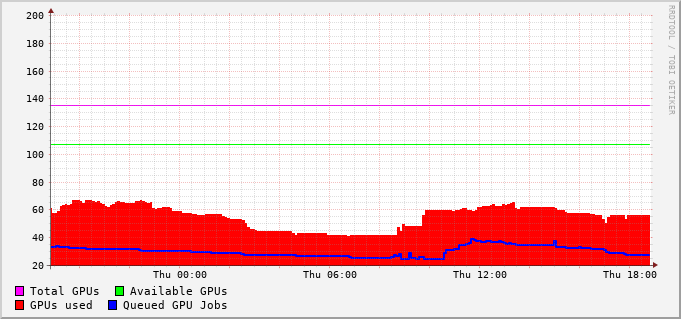 200
180
160
140
120
100
80
60
40
20
Thu 00:00 Thu 06:00 Thu 12:00 Thu 18:00
Total GPUs Available GPUs
GPUs used Queued GPU Jobs
RRDTOOL / TOBI OETIKER